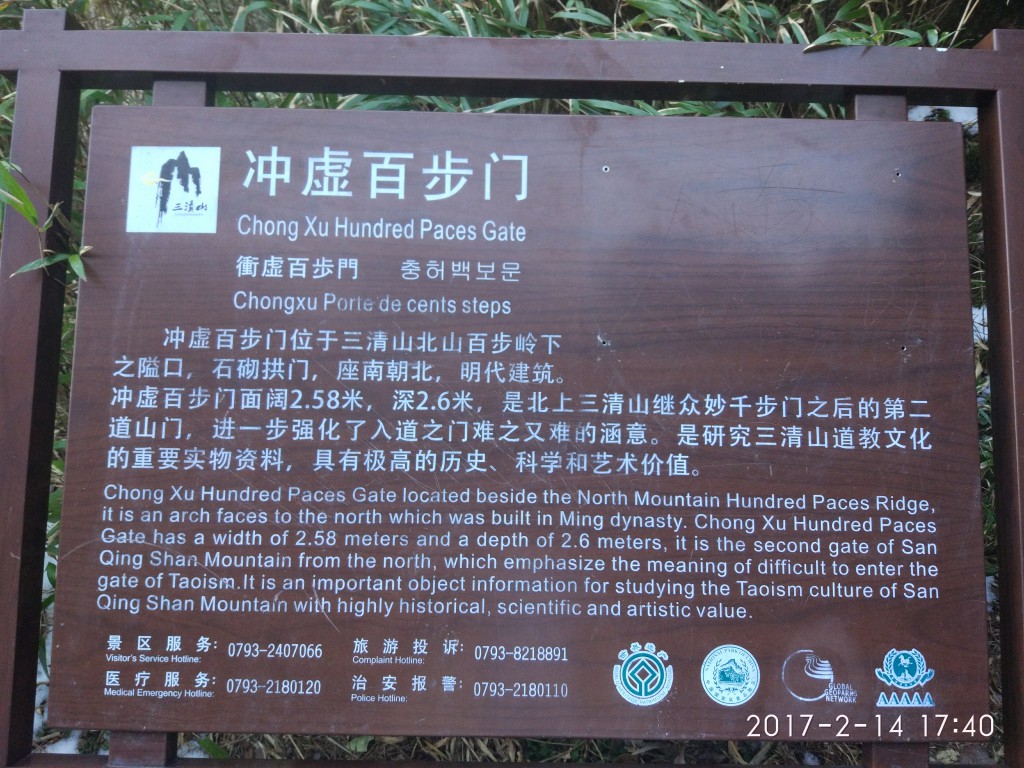 三清山
冲虚百步门
Chong Xu Hundred Paces Gate
衝虚百歩門 충허백보문
Chongxu Porte de cents steps
冲虚百步门位于三清山北山百步岭下
之隘口，石砌拱门，座南朝北，明代建筑。
冲虚百步门面阔2.58米，深2.6米，是北上三清山继众妙千步门之后的第二
道山门，进一步强化了入道之门难之又难的涵意。是研究三清山道教文化
的重要实物资料，具有极高的历史、科学和艺术价值。
Chong Xu Hundred Paces Gate located beside the North Mountain Hundred Paces Ridge,
it is an arch faces to the north which was built in Ming dynasty. Chong Xu Hundred Paces
Gate has a width of 2.58 meters and a depth of 2.6 meters, it is the second gate of San
Qing Shan Mountain from the north, which emphasize the meaning of difficult to enter the
gate of Taoism.It is an important object information for studying the Taoism culture of San
Qing Shan Mountain with highly historical, scientific and artistic value.
景区服务: 0793-2407066 旅游投诉: 0793-8218891
Visitor's Service Hotline: Complaint Hotline:
医疗服务: 0793-2180120 治安报警: 0793-2180110
Medical Emergency Hotline: Police Hotline:
GLOBAL
GEOPARKS
NETWORK
AAAAA
2017-2-14 17:40